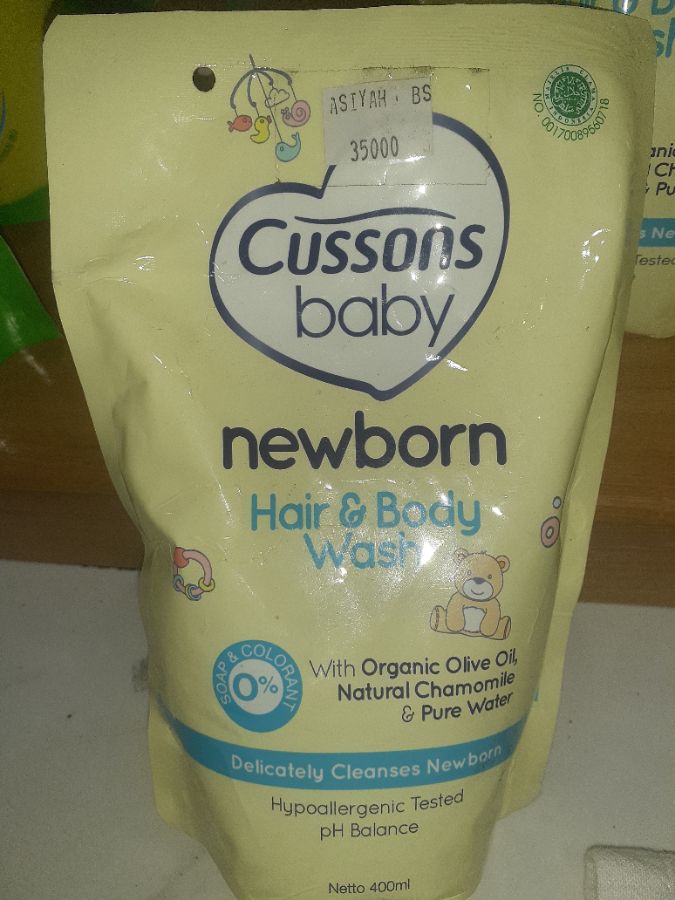 ASIYAH . BS
35000
NO. 00170089560718
Cussons
baby
newborn
Hair & Body
Wash
SOAP & COLORANT
0%
With Organic Olive Oil,
Natural Chamomile
& Pure Water
Delicately Cleanses Newborn
Hypoallergenic Tested
pH Balance
Netto 400ml